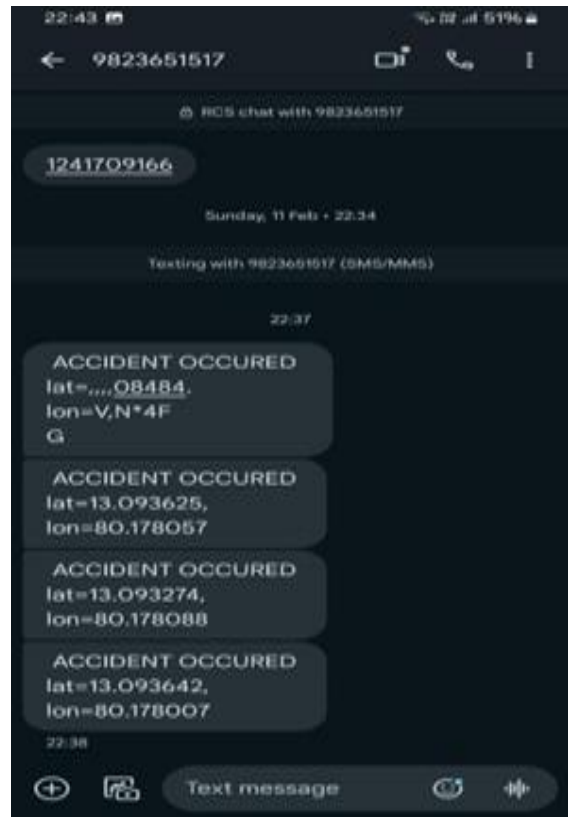 22:43
51%
9823651517
RCS chat with 9823651517
1241709166
Sunday, 11 Feb • 22:34
Texting with 9823651517 (SMS/MMS)
22:37
ACCIDENT OCCURED
lat=,,,,08484.
lon=V,N*4F
G
ACCIDENT OCCURED
lat=13.093625,
lon=80.178057
ACCIDENT OCCURED
lat=13.093274,
lon=80.178088
ACCIDENT OCCURED
lat=13.093642,
lon=80.178007
22:38
Text message